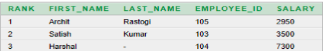 RANK FIRST_NAME LAST_NAME EMPLOYEE_ID SALARY
1 Archit Rastogi 105 2950
2 Satish Kumar 103 3500
3 Harshal - 104 7300